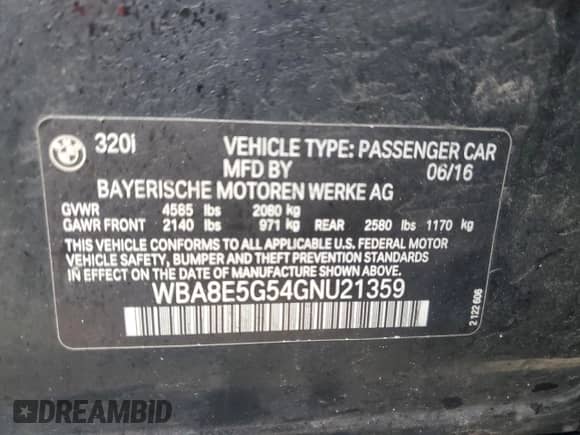 320i VEHICLE TYPE: PASSENGER CAR
MFD BY 06/16
BAYERISCHE MOTOREN WERKE AG
GVWR 4585 lbs 2080 kg
GAWR FRONT 2140 lbs 971 kg REAR 2580 lbs 1170 kg
THIS VEHICLE CONFORMS TO ALL APPLICABLE U.S. FEDERAL MOTOR
VEHICLE SAFETY, BUMPER AND THEFT PREVENTION STANDARDS
IN EFFECT ON THE DATE OF MANUFACTURE SHOWN ABOVE.
WBA8E5G54GNU21359
2 122 606
DREAMBID